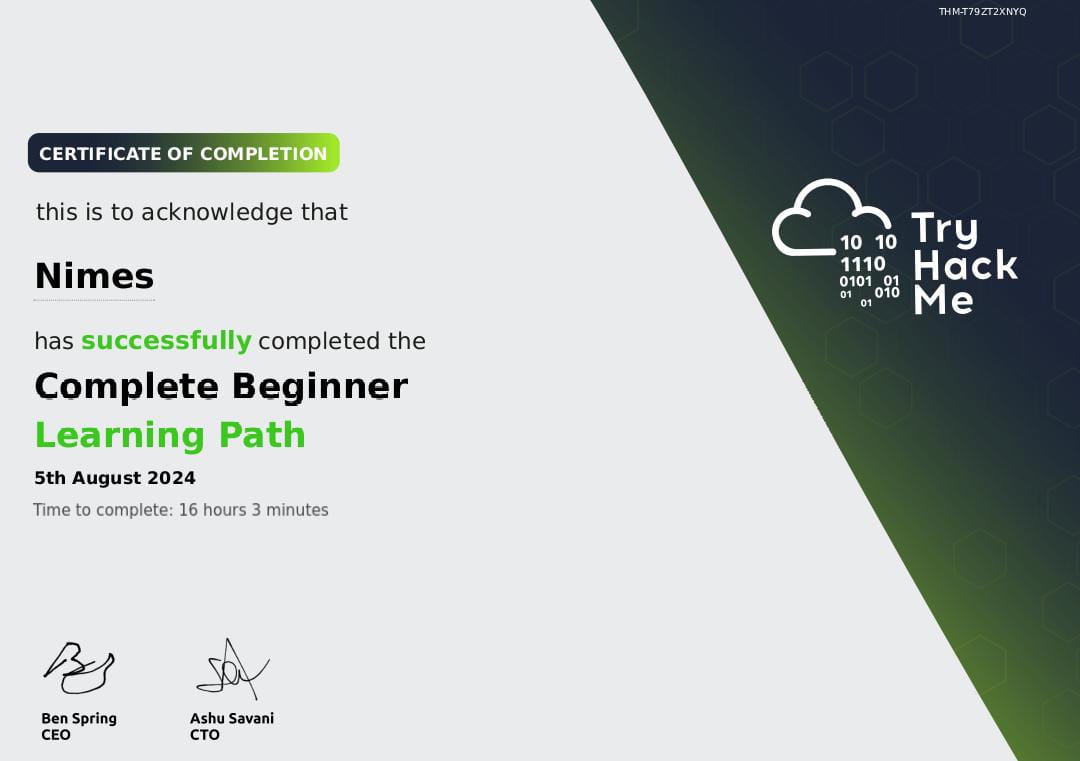 THM-T79ZT2XNYQ
CERTIFICATE OF COMPLETION
this is to acknowledge that
Nimes
has successfully completed the
Complete Beginner
Learning Path
5th August 2024
Time to complete: 16 hours 3 minutes
10 10
1110
0101 01
01 010
01
Try
Hack
Me
Ben Spring
CEO
Ashu Savani
CTO